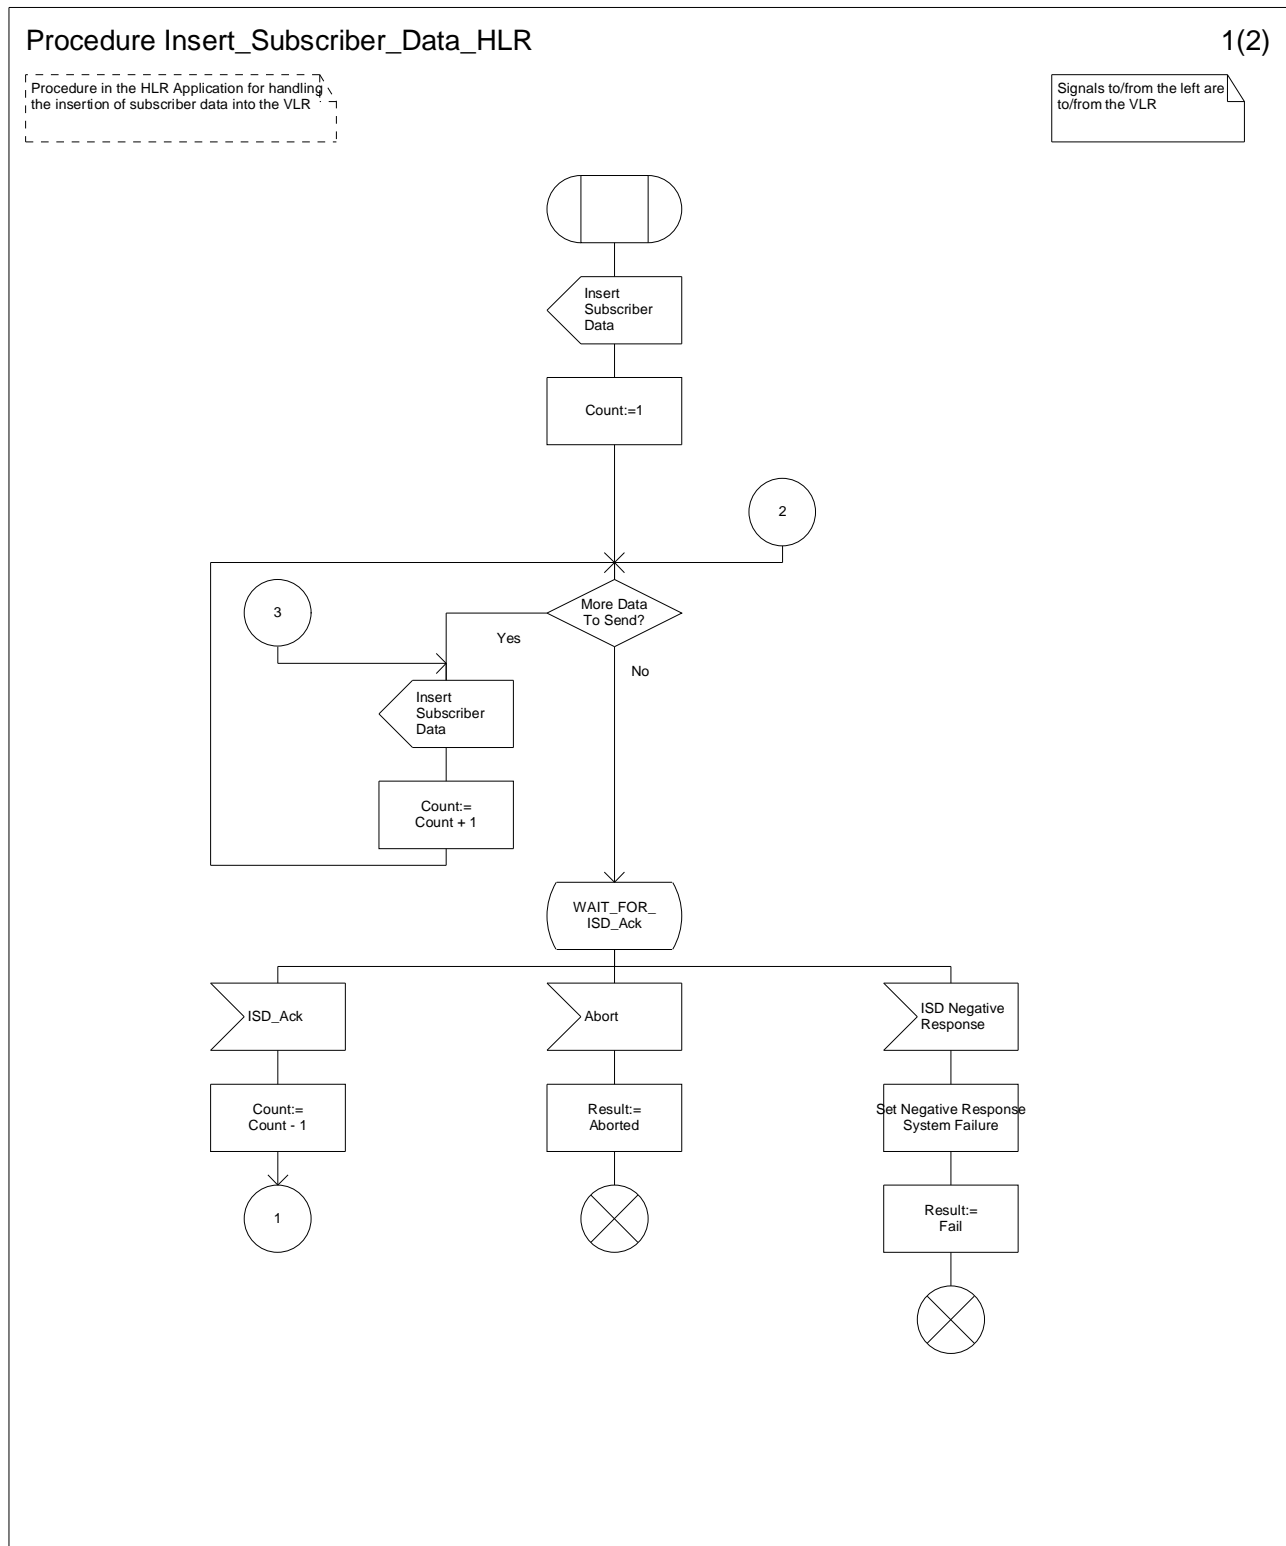 Procedure Insert_Subscriber_Data_HLR
1(2)
Procedure in the HLR Application for handling
the insertion of subscriber data into the VLR
Signals to/from the left are
to/from the VLR
Insert
Subscriber
Data
Count:=1
2
More Data
To Send?
3
Yes
No
Insert
Subscriber
Data
Count:=
Count + 1
WAIT_FOR_
ISD_Ack
ISD_Ack
Abort
ISD Negative
Response
Count:=
Count - 1
Result:=
Aborted
Set Negative Response
System Failure
1
Result:=
Fail